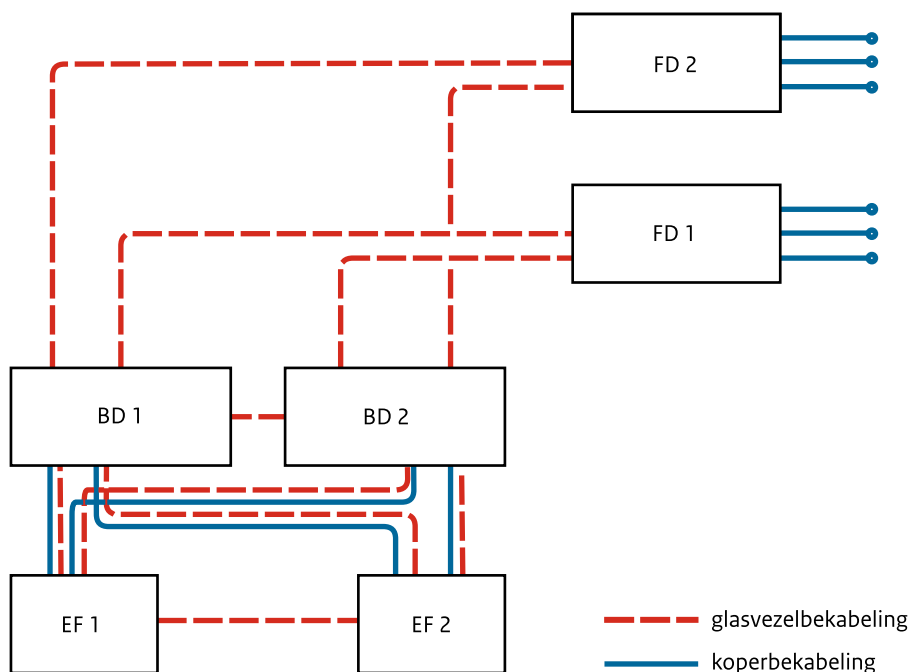 FD 2
FD 1
BD 1
BD 2
EF 1
EF 2
glasvezelbekabeling
koperbekabeling